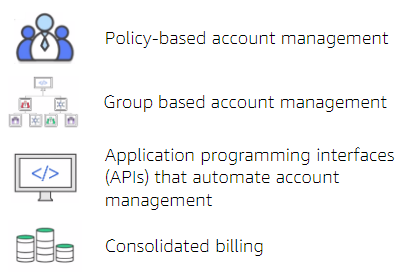 Policy-based account management
</>
Group based account management
</>
Application programming interfaces
(APIs) that automate account
management
Consolidated billing